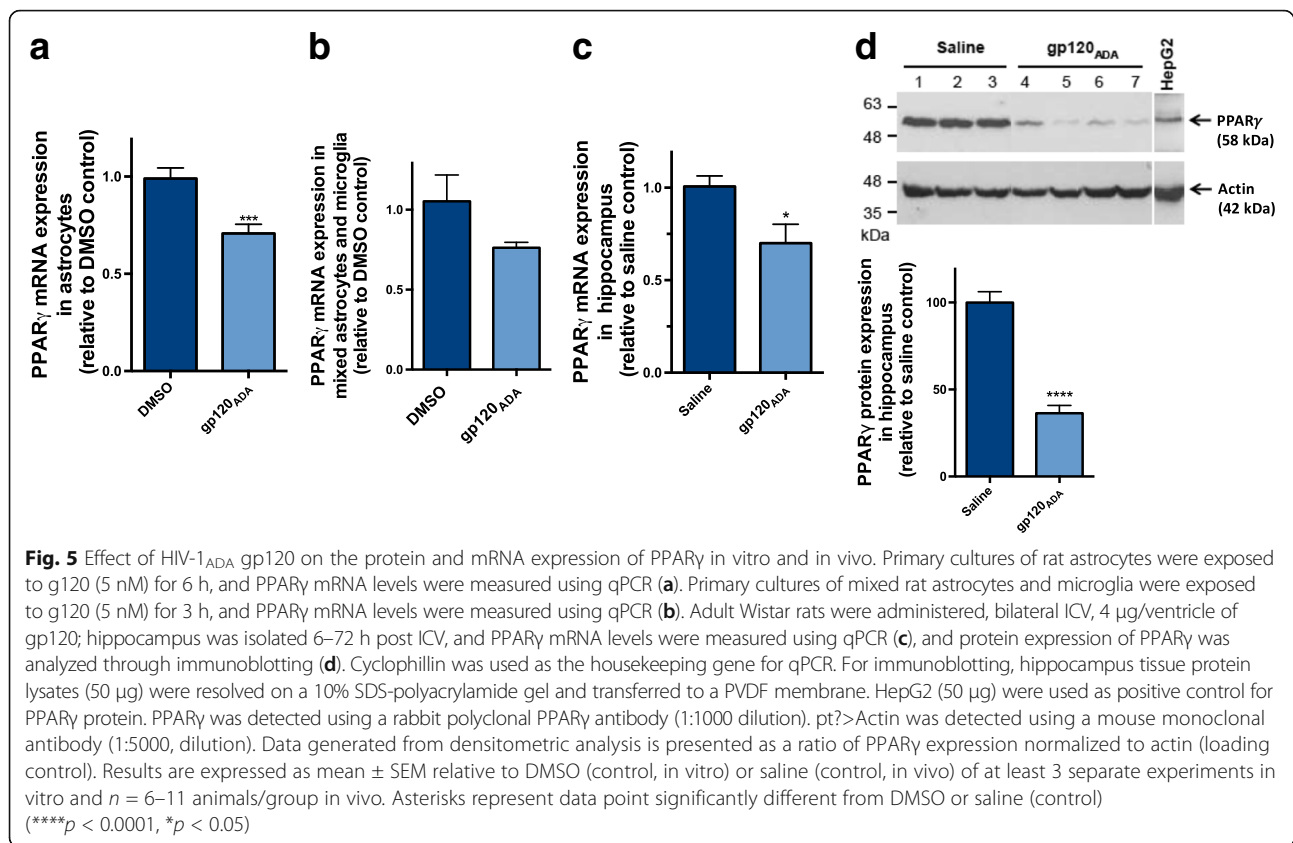 a
PPARγ mRNA expression
in astrocytes
(relative to DMSO control)
1.0
0.5
0.0
***
DMSO
gp120ADA
b
PPARγ mRNA expression in
mixed astrocytes and microglia
(relative to DMSO control)
1.0
0.5
0.0
DMSO
gp120ADA
c
PPARγ mRNA expression
in hippocampus
(relative to saline control)
1.0
0.5
0.0
*
Saline
gp120ADA
d
Saline
gp120ADA
HepG2
1 2 3 4 5 6 7
63
48
PPARγ
(58 kDa)
48
35
kDa
Actin
(42 kDa)
PPARγ protein expression
in hippocampus
(relative to saline control)
100
50
0
****
Saline
gp120ADA
Fig. 5 Effect of HIV-1ADA gp120 on the protein and mRNA expression of PPARγ in vitro and in vivo. Primary cultures of rat astrocytes were exposed
to g120 (5 nM) for 6 h, and PPARγ mRNA levels were measured using qPCR (a). Primary cultures of mixed rat astrocytes and microglia were exposed
to g120 (5 nM) for 3 h, and PPARγ mRNA levels were measured using qPCR (b). Adult Wistar rats were administered, bilateral ICV, 4 μg/ventricle of
gp120; hippocampus was isolated 6–72 h post ICV, and PPARγ mRNA levels were measured using qPCR (c), and protein expression of PPARγ was
analyzed through immunoblotting (d). Cyclophillin was used as the housekeeping gene for qPCR. For immunoblotting, hippocampus tissue protein
lysates (50 μg) were resolved on a 10% SDS-polyacrylamide gel and transferred to a PVDF membrane. HepG2 (50 μg) were used as positive control for
PPARγ protein. PPARγ was detected using a rabbit polyclonal PPARγ antibody (1:1000 dilution). pt?>Actin was detected using a mouse monoclonal
antibody (1:5000, dilution). Data generated from densitometric analysis is presented as a ratio of PPARγ expression normalized to actin (loading
control). Results are expressed as mean ± SEM relative to DMSO (control, in vitro) or saline (control, in vivo) of at least 3 separate experiments in
vitro and n = 6–11 animals/group in vivo. Asterisks represent data point significantly different from DMSO or saline (control)
(****p < 0.0001, *p < 0.05)